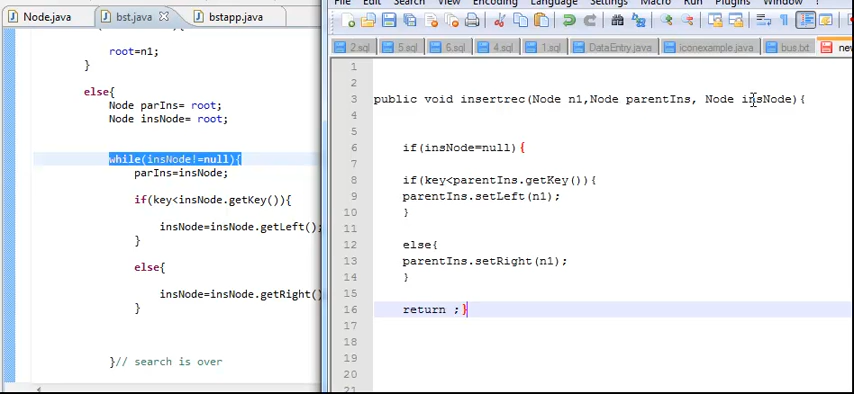 Node.java
bst.java
bstapp.java
root=n1;
}
else{
Node parIns= root;
Node insNode= root;
while(insNode!=null){
parIns=insNode;
if(key<insNode.getKey()){
insNode=insNode.getLeft();
}
else{
insNode=insNode.getRight()
}
}// search is over
File Edit Search View Encoding Language Settings Macro Run Plugins Window ?
2.sql
5.sql
6.sql
4.sql
1.sql
DataEntry.java
iconexample.java
bus.txt
new
1
2
3 public void insertrec(Node n1,Node parentIns, Node insNode){
4
5
6 if(insNode=null){
7
8 if(key<parentIns.getKey()){
9 parentIns.setLeft(n1);
10 }
11
12 else{
13 parentIns.setRight(n1);
14 }
15
16 return ;}
17
18
19
20
21